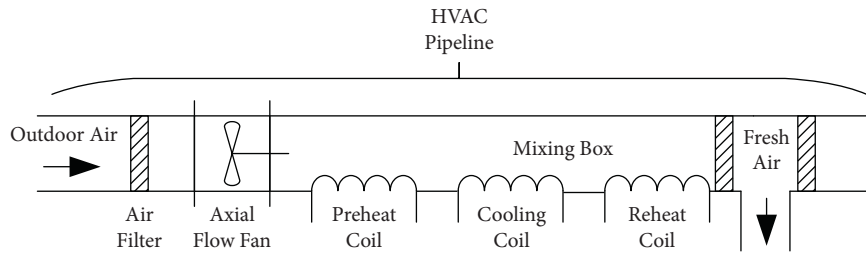 HVAC
Pipeline
Outdoor Air
Mixing Box
Fresh
Air
Air
Filter
Axial
Flow Fan
Preheat
Coil
Cooling
Coil
Reheat
Coil